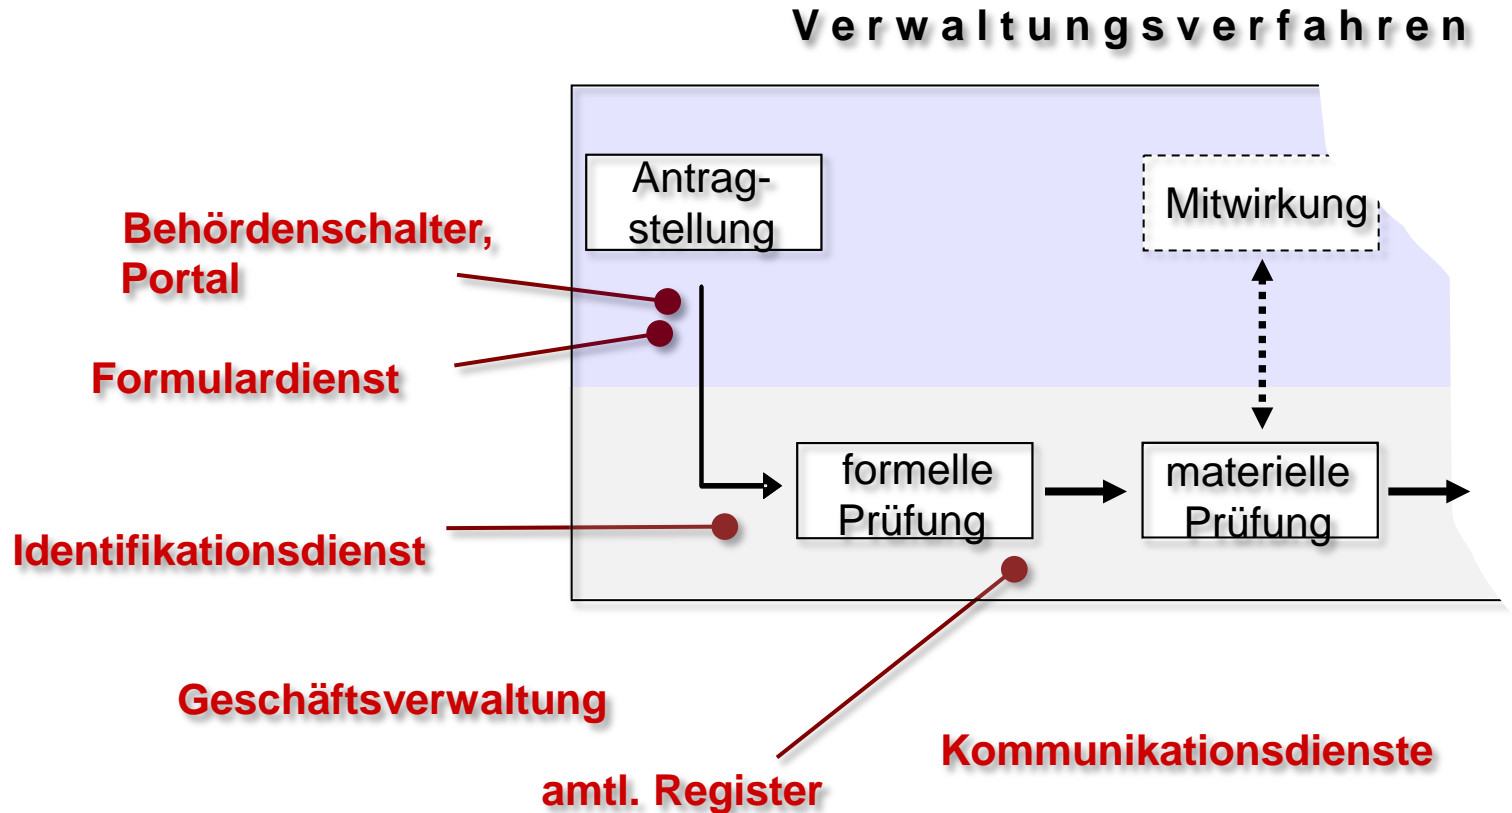 Verwaltungsverfahren
Antrag-
stellung
Mitwirkung
Behördenschalter,
Portal
Formulardienst
formelle
Prüfung
materielle
Prüfung
Identifikationsdienst
Geschäftsverwaltung
Kommunikationsdienste
amtl. Register